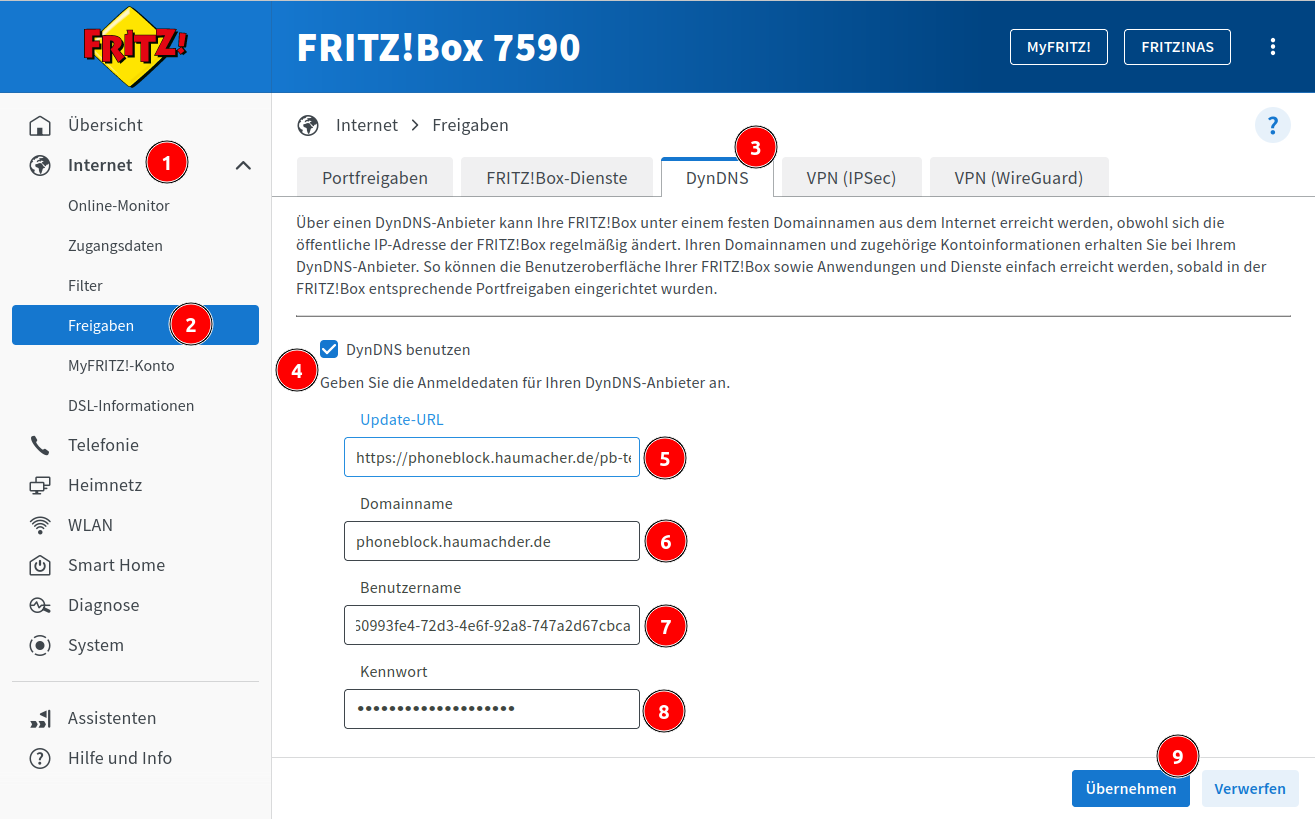 FRITZ!
FRITZ!Box 7590
MyFRITZ!
FRITZ!NAS
Übersicht
Internet
1
Online-Monitor
Zugangsdaten
Filter
Freigaben
2
MyFRITZ!-Konto
DSL-Informationen
Telefonie
Heimnetz
WLAN
Smart Home
Diagnose
System
Assistenten
Hilfe und Info
Internet > Freigaben
?
3
Portfreigaben
FRITZ!Box-Dienste
DynDNS
VPN (IPSec)
VPN (WireGuard)
Über einen DynDNS-Anbieter kann Ihre FRITZ!Box unter einem festen Domainnamen aus dem Internet erreicht werden, obwohl sich die
öffentliche IP-Adresse der FRITZ!Box regelmäßig ändert. Ihren Domainnamen und zugehörige Kontoinformationen erhalten Sie bei Ihrem
DynDNS-Anbieter. So können die Benutzeroberfläche Ihrer FRITZ!Box sowie Anwendungen und Dienste einfach erreicht werden, sobald in der
FRITZ!Box entsprechende Portfreigaben eingerichtet wurden.
DynDNS benutzen
4
Geben Sie die Anmeldedaten für Ihren DynDNS-Anbieter an.
Update-URL
https://phoneblock.haumacher.de/pb-te
5
Domainname
phoneblock.haumachder.de
6
Benutzername
60993fe4-72d3-4e6f-92a8-747a2d67cbca
7
Kennwort
••••••••••••••••••••
8
9
Übernehmen
Verwerfen